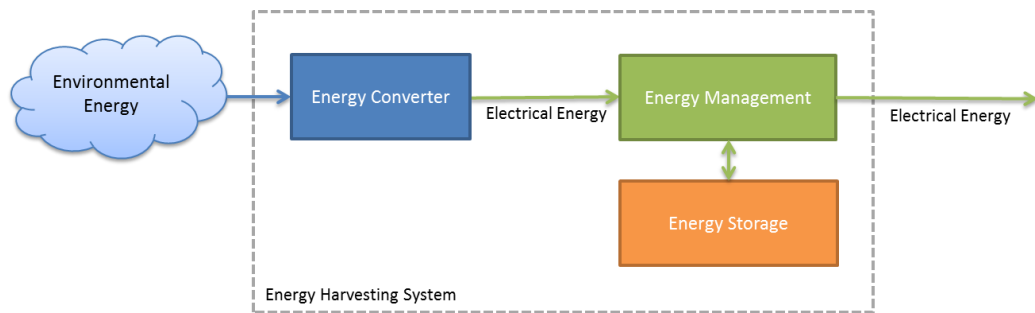 Environmental
Energy
Energy Converter
Electrical Energy
Energy Management
Electrical Energy
Energy Storage
Energy Harvesting System